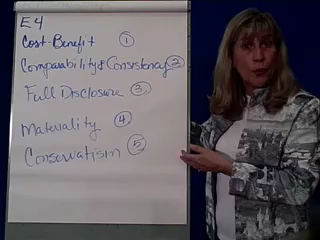 E4
Cost-Benefit ①
Comparability & Consistency ②
Full Disclosure ③
Materiality ④
Conservatism ⑤